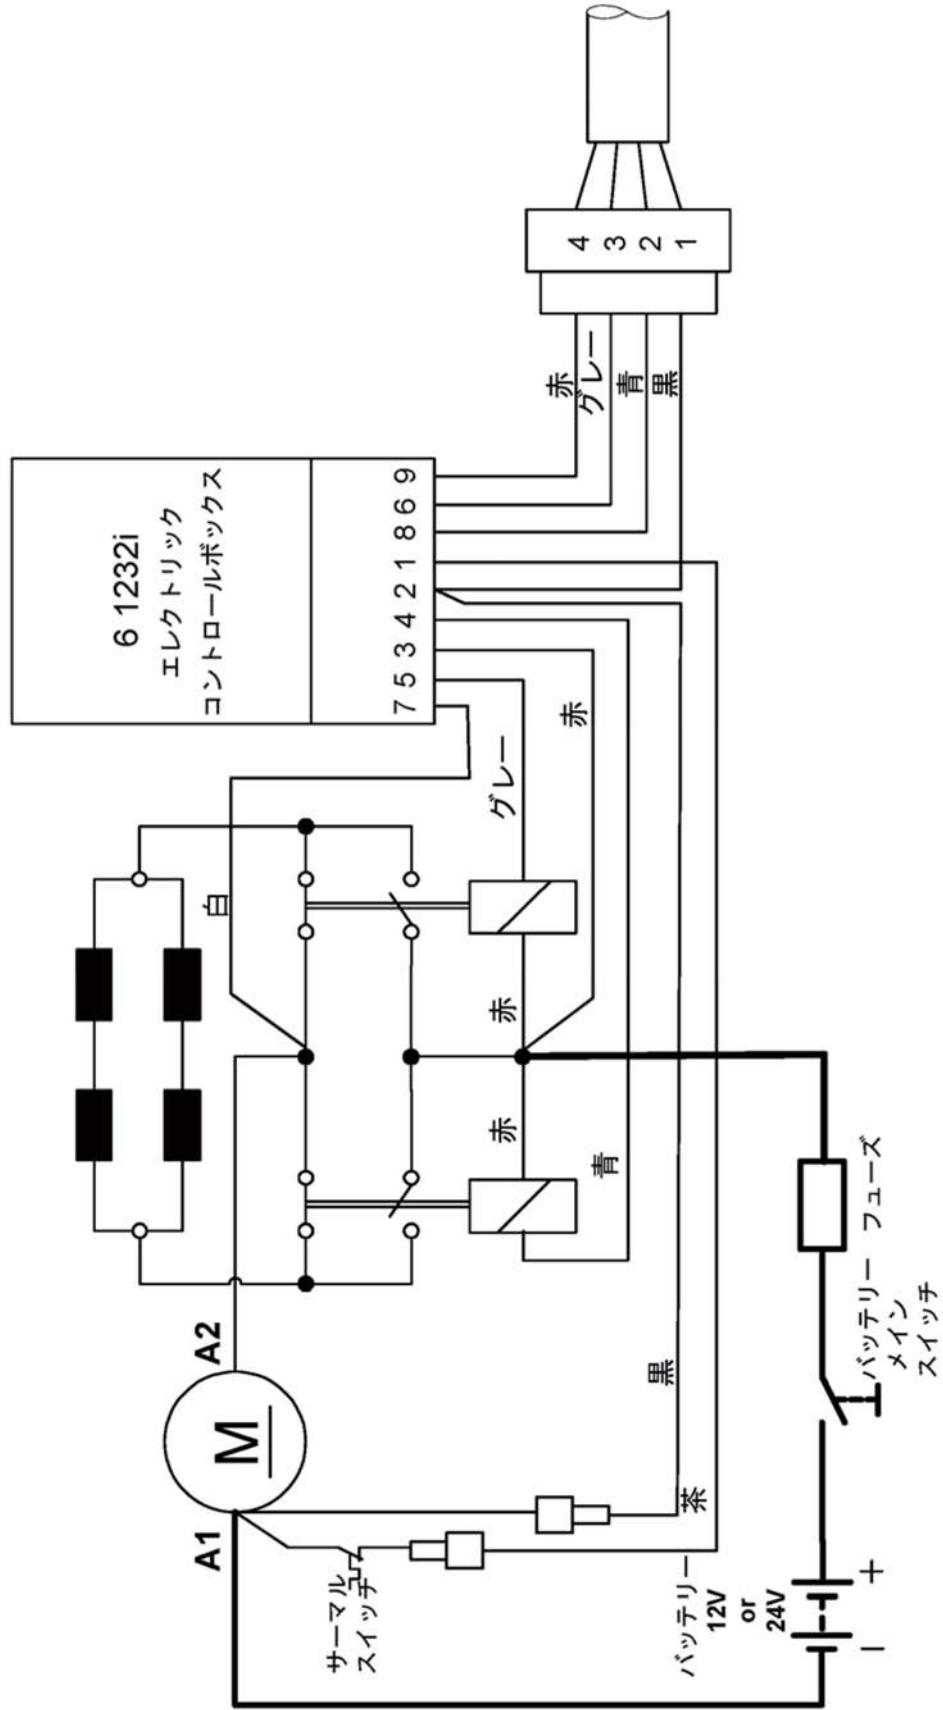 6 1232i
エレクトリック
コントロールボックス
7 5 3 4 2 1 8 6 9
赤
グレー
青
黒
4
3
2
1
白
グレー
赤
赤
赤
青
A2
M
A1
サーマル
スイッチ
黒
茶
バッテリー
12V
or
24V
バッテリー フューズ
メイン
スイッチ
+
−